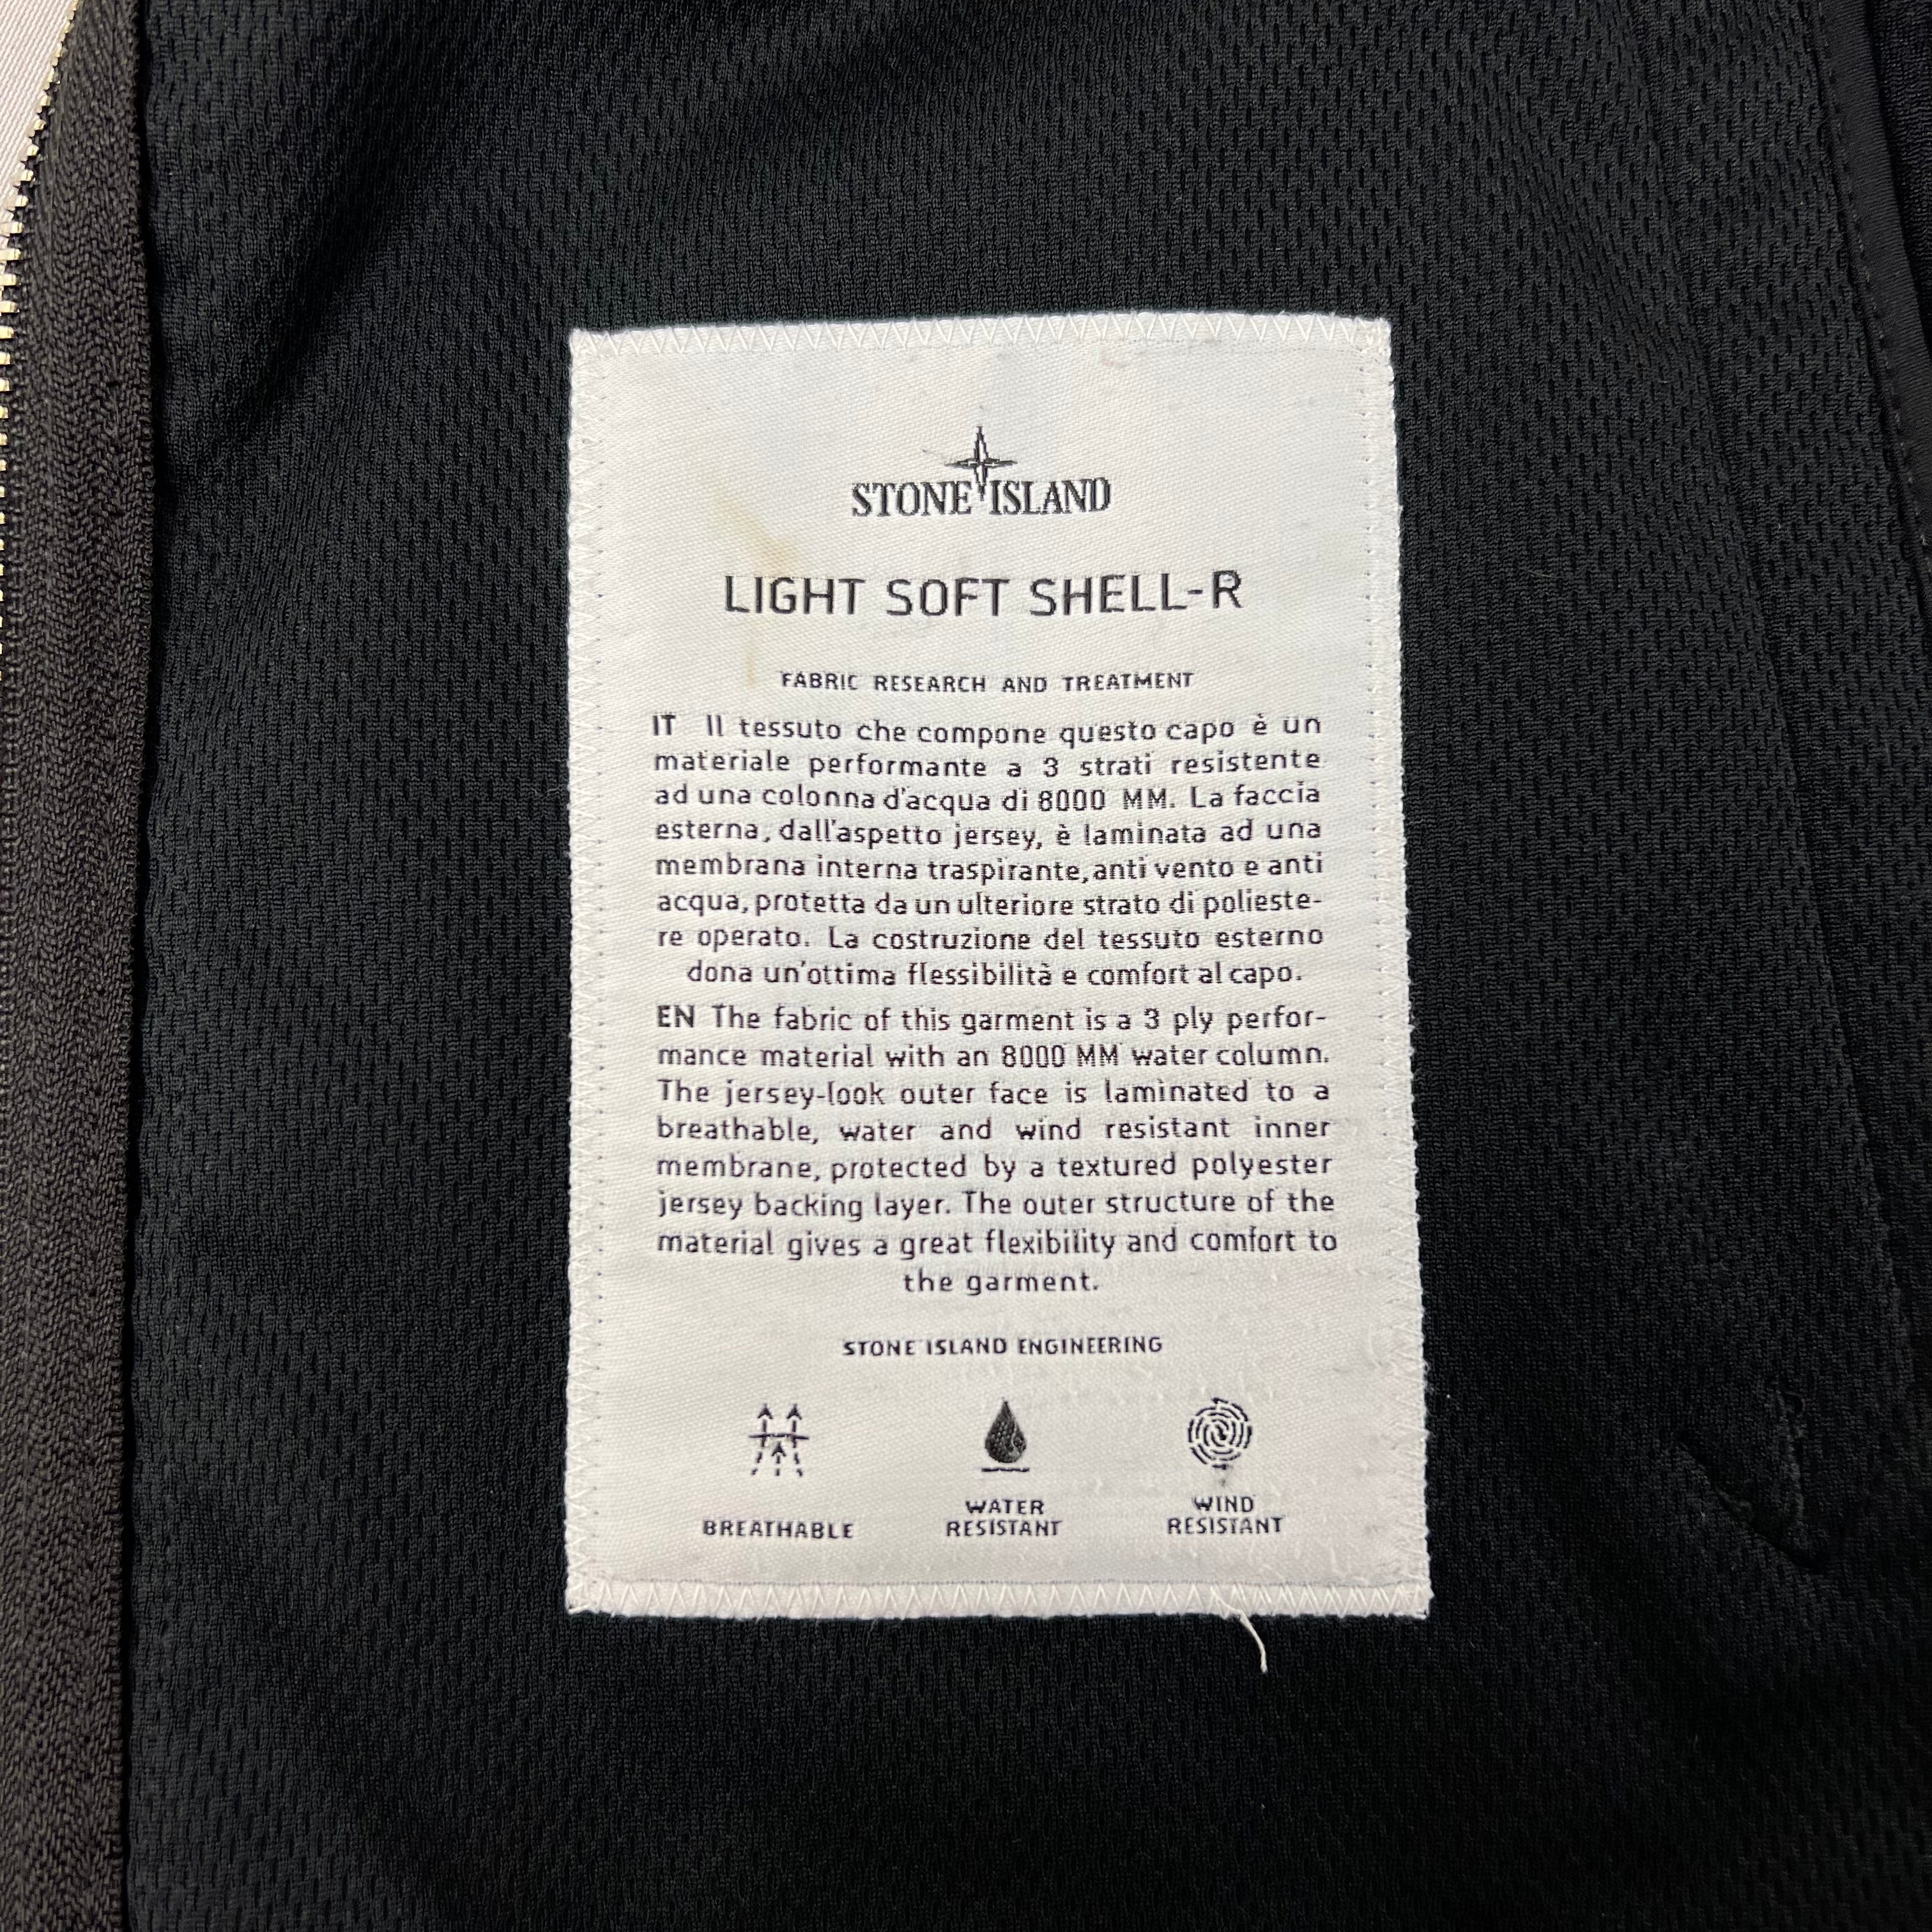 STONE ISLAND
LIGHT SOFT SHELL-R
FABRIC RESEARCH AND TREATMENT
IT Il tessuto che compone questo capo è un
materiale performante a 3 strati resistente
ad una colonna d'acqua di 8000 MM. La faccia
esterna, dall'aspetto jersey, è laminata ad una
membrana interna traspirante, anti vento e anti
acqua, protetta da un ulteriore strato di polieste-
re operato. La costruzione del tessuto esterno
dona un'ottima flessibilità e comfort al capo.
EN The fabric of this garment is a 3 ply perfor-
mance material with an 8000 MM water column.
The jersey-look outer face is laminated to a
breathable, water and wind resistant inner
membrane, protected by a textured polyester
jersey backing layer. The outer structure of the
material gives a great flexibility and comfort to
the garment.
STONE ISLAND ENGINEERING
BREATHABLE
WATER
RESISTANT
WIND
RESISTANT